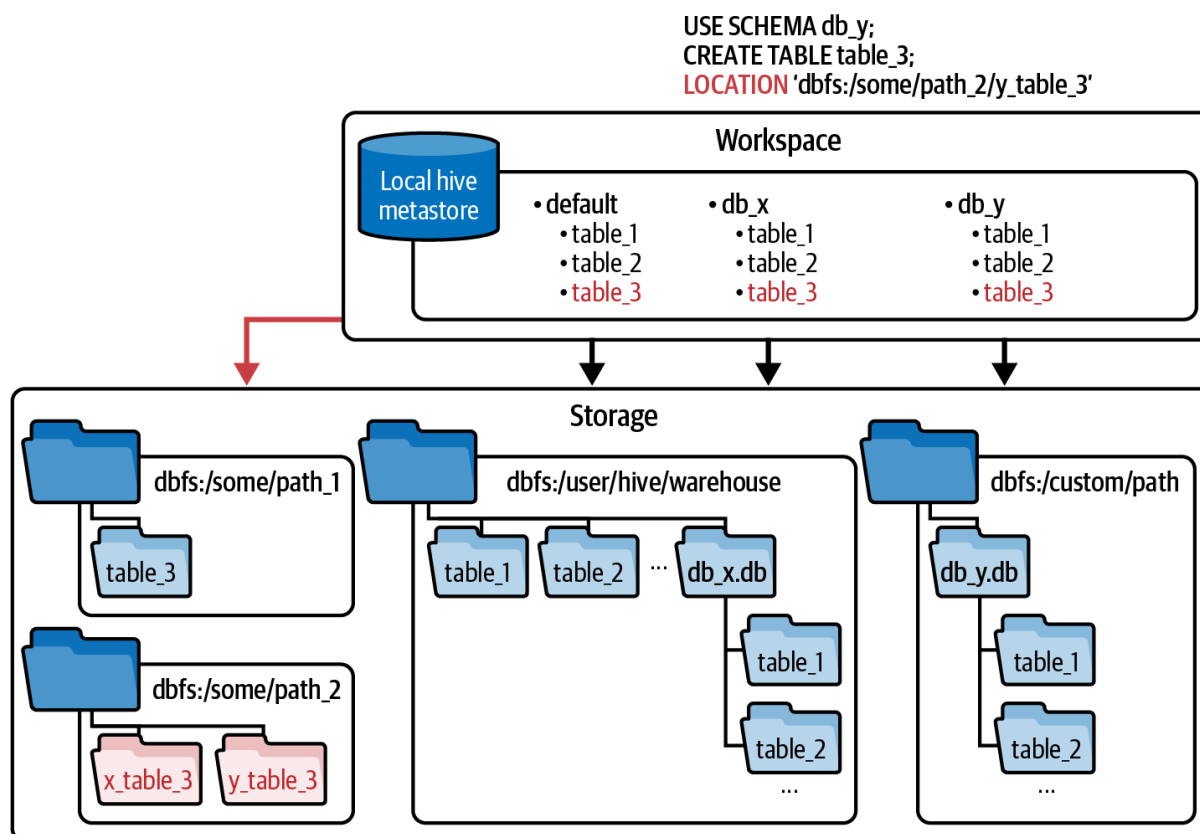 USE SCHEMA db_y;
CREATE TABLE table_3;
LOCATION ‘dbfs:/some/path_2/y_table_3’
Workspace
Local hive
metastore
• default
• table_1
• table_2
• table_3
• db_x
• table_1
• table_2
• table_3
• db_y
• table_1
• table_2
• table_3
Storage
dbfs:/some/path_1
table_3
dbfs:/some/path_2
x_table_3
y_table_3
dbfs:/user/hive/warehouse
table_1
table_2
...
db_x.db
table_1
table_2
...
dbfs:/custom/path
db_y.db
table_1
table_2
...